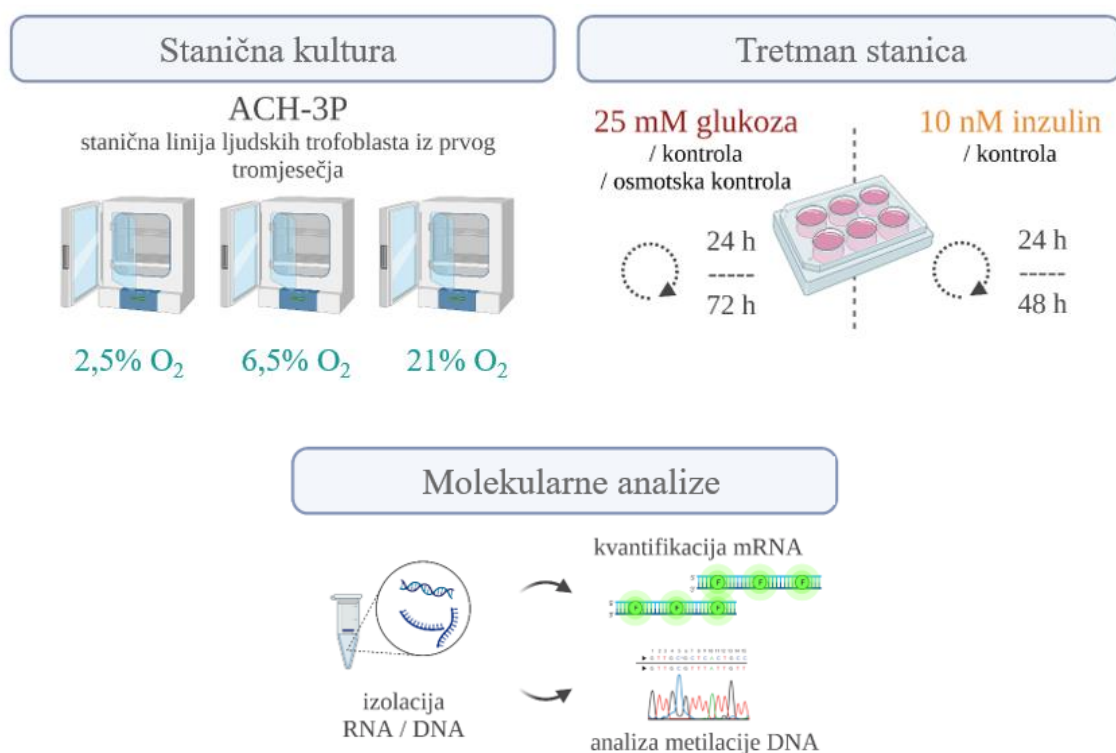 Stanična kultura
ACH-3P
stanična linija ljudskih trofoblasta iz prvog
tromjesečja
2,5% O₂
6,5% O₂
21% O₂
Tretman stanica
25 mM glukoza
/ kontrola
/ osmotska kontrola
24 h
-----
72 h
10 nM inzulin
/ kontrola
24 h
-----
48 h
Molekularne analize
izolacija
RNA / DNA
kvantifikacija mRNA
F F F
F F F
analiza metilacije DNA